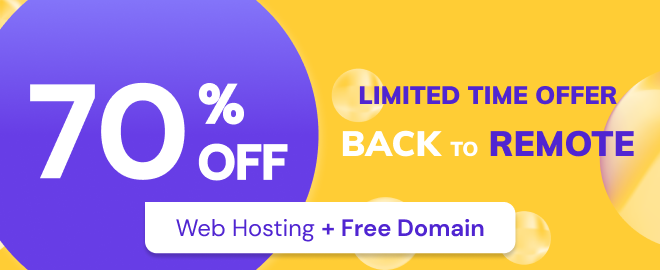 70%
OFF
LIMITED TIME OFFER
BACK TO REMOTE
Web Hosting + Free Domain